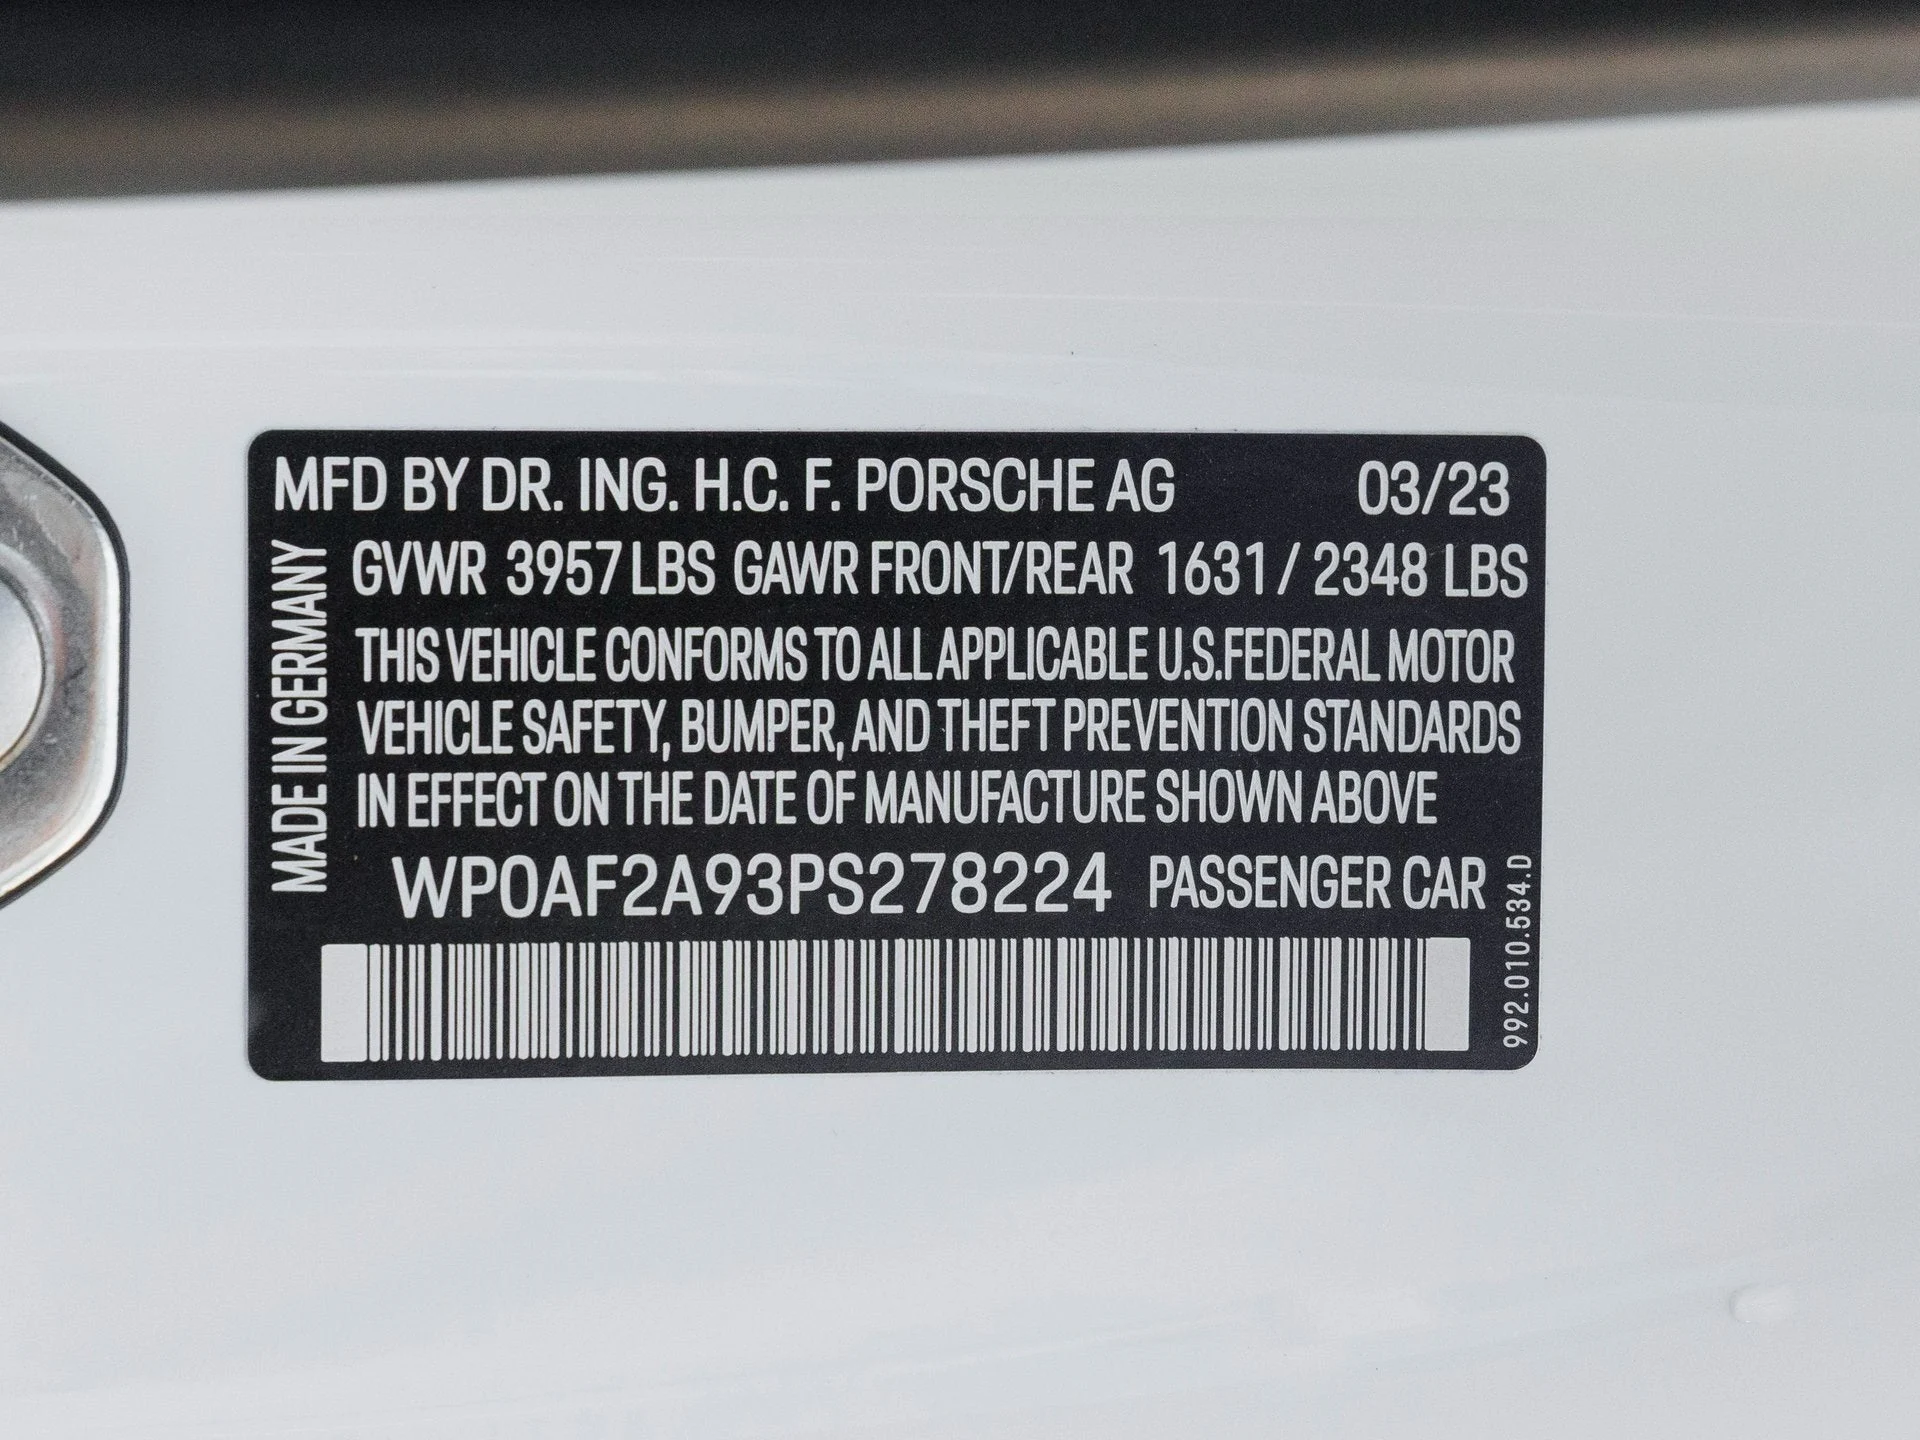 MFD BY DR. ING. H.C. F. PORSCHE AG 03/23
MADE IN GERMANY
GVWR 3957 LBS GAWR FRONT/REAR 1631 / 2348 LBS
THIS VEHICLE CONFORMS TO ALL APPLICABLE U.S.FEDERAL MOTOR
VEHICLE SAFETY, BUMPER, AND THEFT PREVENTION STANDARDS
IN EFFECT ON THE DATE OF MANUFACTURE SHOWN ABOVE
WP0AF2A93PS278224 PASSENGER CAR
992.010.534.D